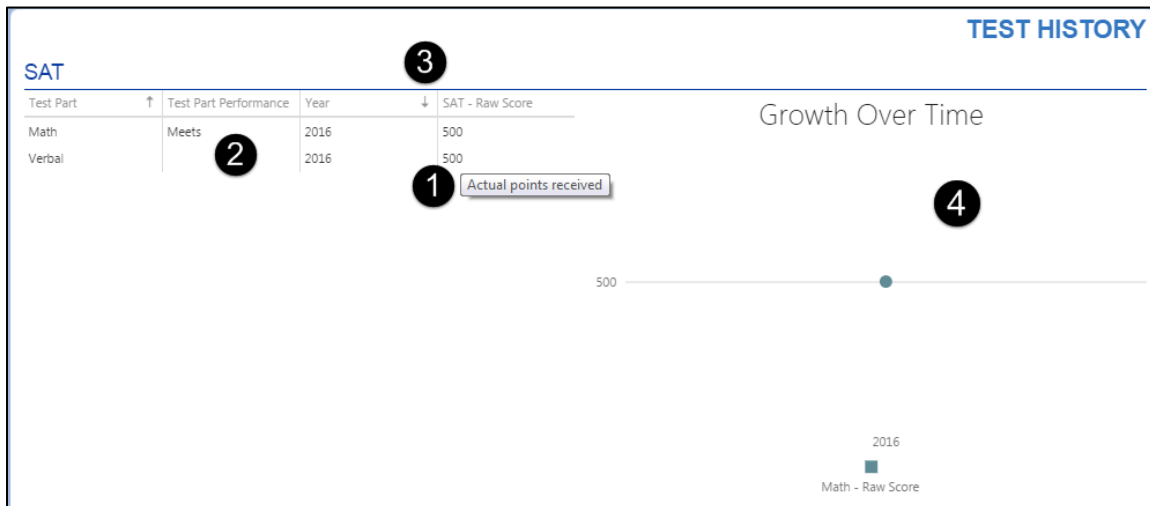 TEST HISTORY
SAT
3
Test Part ↑ Test Part Performance Year ↓ SAT - Raw Score
Math Meets 2016 500
Verbal 2016 500
2
1
Actual points received
Growth Over Time
4
500
2016
Math - Raw Score